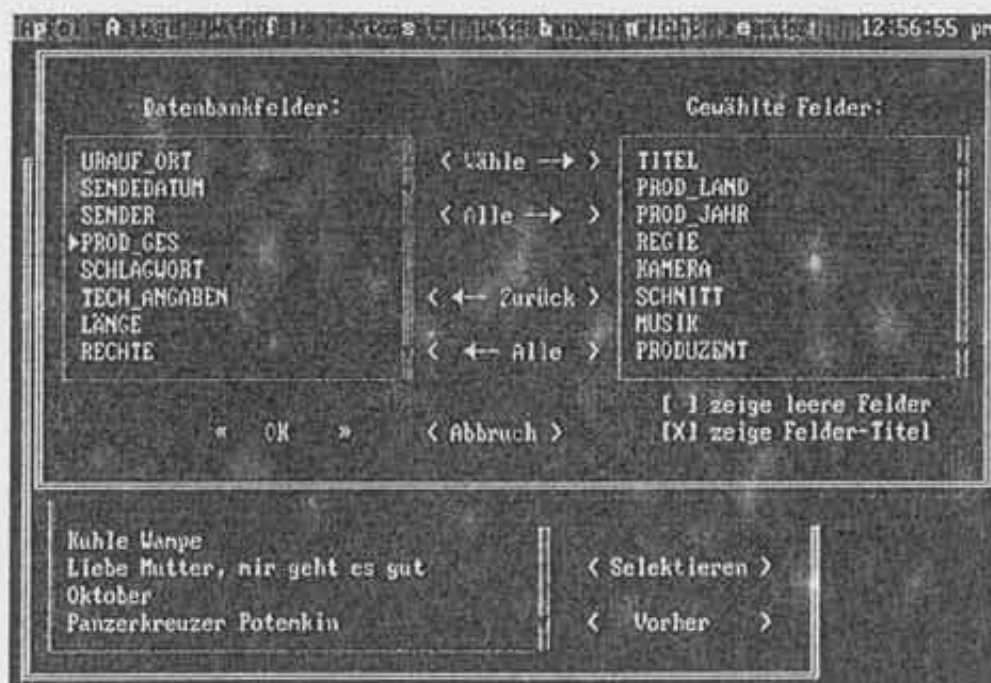 12:56:55 pm
Datenbankfelder:
Gewählte Felder:
URAUF_ORT
SENDEDATUM
SENDER
▶PROD_GES
SCHLAGWORT
TECH_ANGABEN
LÄNGE
RECHTE
< Wähle --> >
< Alle --> >
< <-- Zurück >
< <-- Alle >
TITEL
PROD_LAND
PROD_JAHR
REGIE
KAMERA
SCHNITT
MUSIK
PRODUZENT
[ ] zeige leere Felder
[X] zeige Felder-Titel
« OK »
< Abbruch >
Kuhle Wampe
Liebe Mutter, mir geht es gut
Oktober
Panzerkreuzer Potemkin
< Selektieren >
< Vorher >